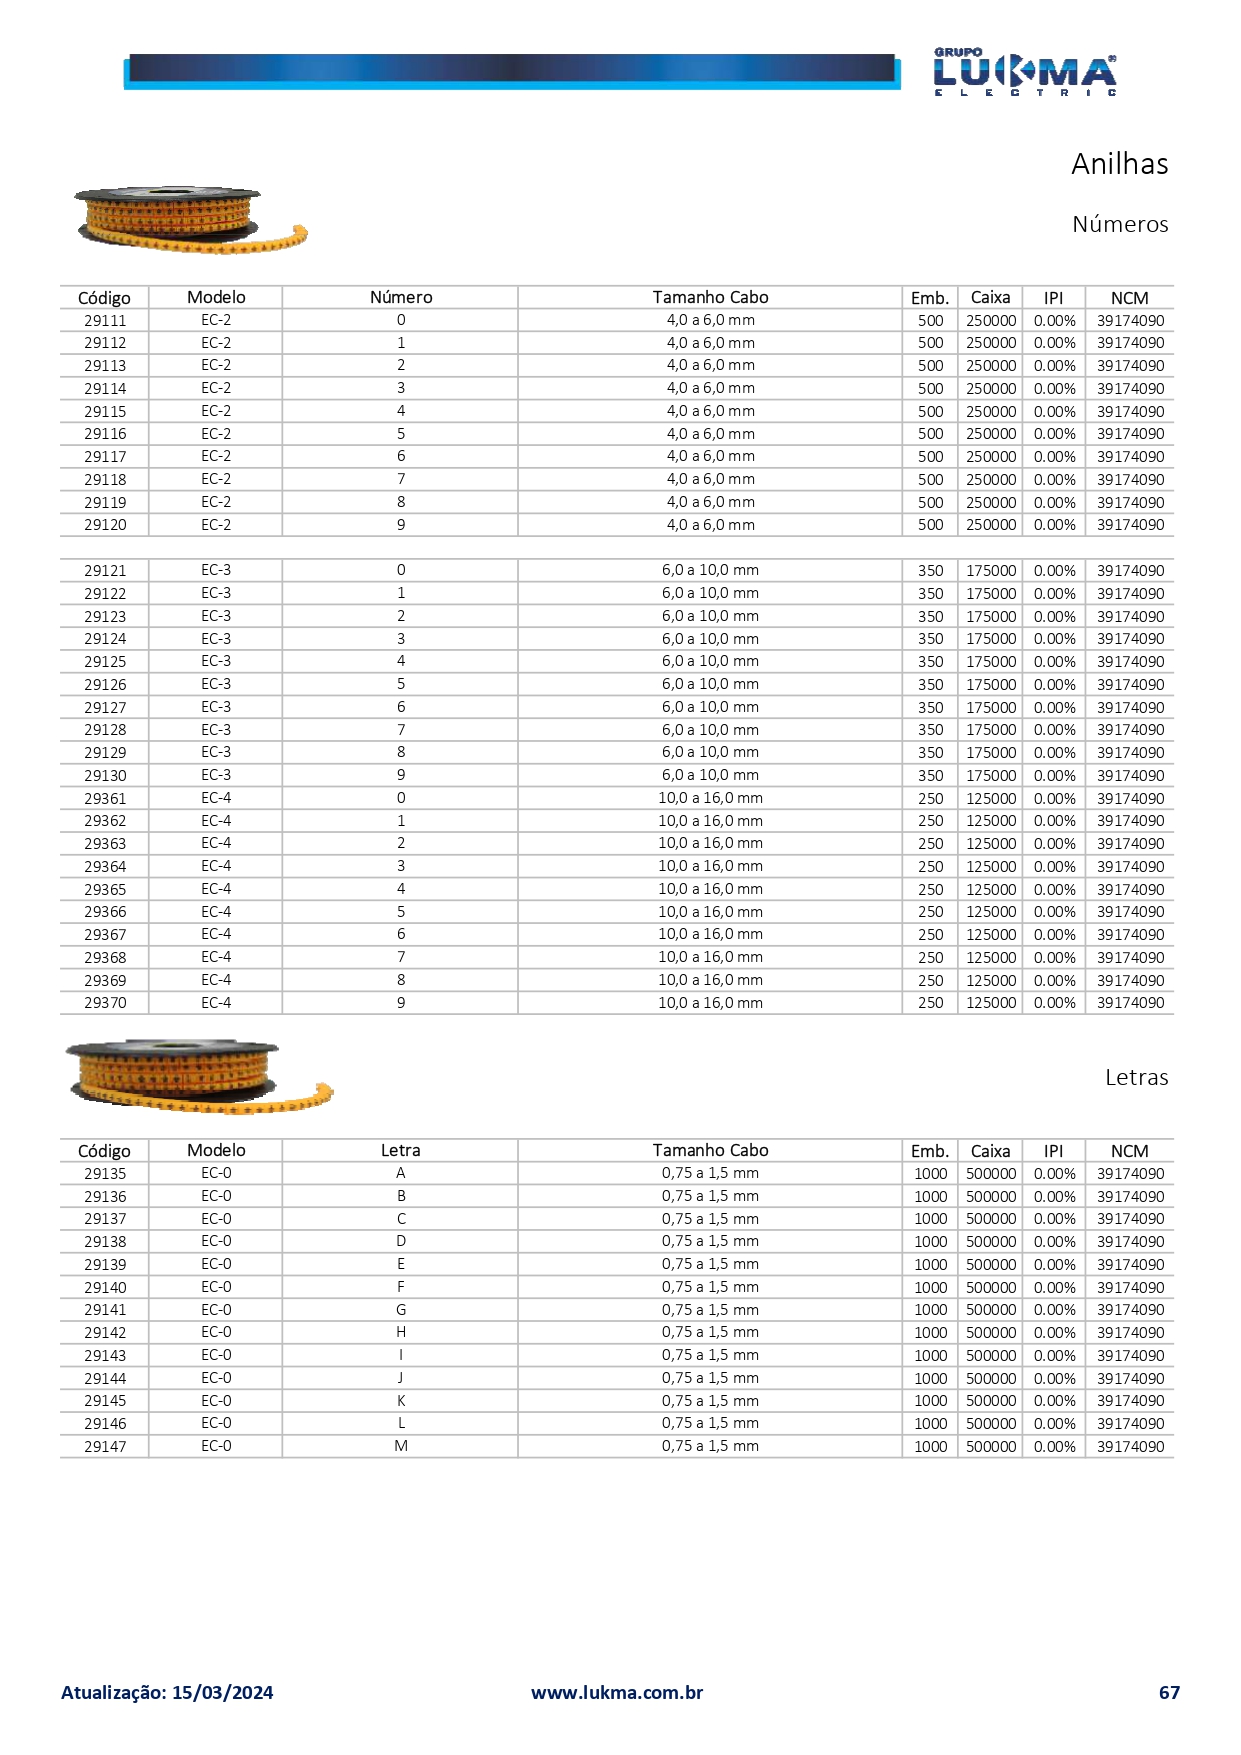 GRUPO
LUKMA®
ELECTRIC
Anilhas
Números
Código Modelo Número Tamanho Cabo Emb. Caixa IPI NCM
29111 EC-2 0 4,0 a 6,0 mm 500 250000 0.00% 39174090
29112 EC-2 1 4,0 a 6,0 mm 500 250000 0.00% 39174090
29113 EC-2 2 4,0 a 6,0 mm 500 250000 0.00% 39174090
29114 EC-2 3 4,0 a 6,0 mm 500 250000 0.00% 39174090
29115 EC-2 4 4,0 a 6,0 mm 500 250000 0.00% 39174090
29116 EC-2 5 4,0 a 6,0 mm 500 250000 0.00% 39174090
29117 EC-2 6 4,0 a 6,0 mm 500 250000 0.00% 39174090
29118 EC-2 7 4,0 a 6,0 mm 500 250000 0.00% 39174090
29119 EC-2 8 4,0 a 6,0 mm 500 250000 0.00% 39174090
29120 EC-2 9 4,0 a 6,0 mm 500 250000 0.00% 39174090
29121 EC-3 0 6,0 a 10,0 mm 350 175000 0.00% 39174090
29122 EC-3 1 6,0 a 10,0 mm 350 175000 0.00% 39174090
29123 EC-3 2 6,0 a 10,0 mm 350 175000 0.00% 39174090
29124 EC-3 3 6,0 a 10,0 mm 350 175000 0.00% 39174090
29125 EC-3 4 6,0 a 10,0 mm 350 175000 0.00% 39174090
29126 EC-3 5 6,0 a 10,0 mm 350 175000 0.00% 39174090
29127 EC-3 6 6,0 a 10,0 mm 350 175000 0.00% 39174090
29128 EC-3 7 6,0 a 10,0 mm 350 175000 0.00% 39174090
29129 EC-3 8 6,0 a 10,0 mm 350 175000 0.00% 39174090
29130 EC-3 9 6,0 a 10,0 mm 350 175000 0.00% 39174090
29361 EC-4 0 10,0 a 16,0 mm 250 125000 0.00% 39174090
29362 EC-4 1 10,0 a 16,0 mm 250 125000 0.00% 39174090
29363 EC-4 2 10,0 a 16,0 mm 250 125000 0.00% 39174090
29364 EC-4 3 10,0 a 16,0 mm 250 125000 0.00% 39174090
29365 EC-4 4 10,0 a 16,0 mm 250 125000 0.00% 39174090
29366 EC-4 5 10,0 a 16,0 mm 250 125000 0.00% 39174090
29367 EC-4 6 10,0 a 16,0 mm 250 125000 0.00% 39174090
29368 EC-4 7 10,0 a 16,0 mm 250 125000 0.00% 39174090
29369 EC-4 8 10,0 a 16,0 mm 250 125000 0.00% 39174090
29370 EC-4 9 10,0 a 16,0 mm 250 125000 0.00% 39174090
Letras
Código Modelo Letra Tamanho Cabo Emb. Caixa IPI NCM
29135 EC-0 A 0,75 a 1,5 mm 1000 500000 0.00% 39174090
29136 EC-0 B 0,75 a 1,5 mm 1000 500000 0.00% 39174090
29137 EC-0 C 0,75 a 1,5 mm 1000 500000 0.00% 39174090
29138 EC-0 D 0,75 a 1,5 mm 1000 500000 0.00% 39174090
29139 EC-0 E 0,75 a 1,5 mm 1000 500000 0.00% 39174090
29140 EC-0 F 0,75 a 1,5 mm 1000 500000 0.00% 39174090
29141 EC-0 G 0,75 a 1,5 mm 1000 500000 0.00% 39174090
29142 EC-0 H 0,75 a 1,5 mm 1000 500000 0.00% 39174090
29143 EC-0 I 0,75 a 1,5 mm 1000 500000 0.00% 39174090
29144 EC-0 J 0,75 a 1,5 mm 1000 500000 0.00% 39174090
29145 EC-0 K 0,75 a 1,5 mm 1000 500000 0.00% 39174090
29146 EC-0 L 0,75 a 1,5 mm 1000 500000 0.00% 39174090
29147 EC-0 M 0,75 a 1,5 mm 1000 500000 0.00% 39174090
Atualização: 15/03/2024 www.lukma.com.br 67